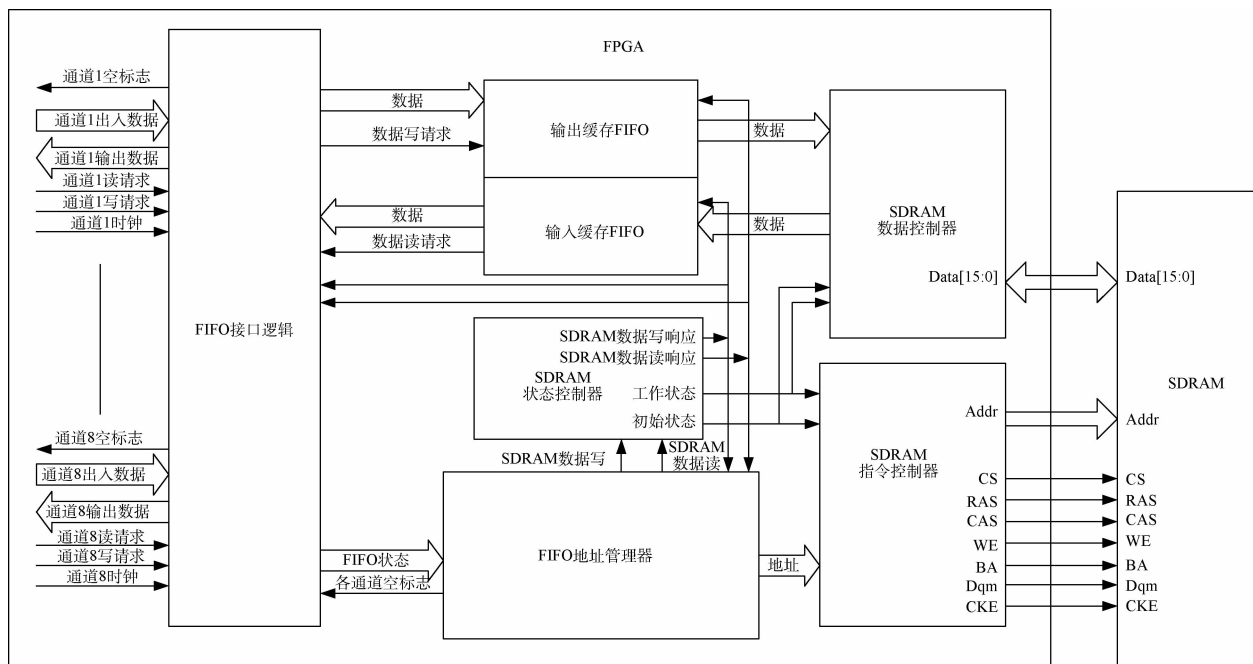 FPGA
通道1空标志
通道1出入数据
通道1输出数据
通道1读请求
通道1写请求
通道1时钟
通道8空标志
通道8出入数据
通道8输出数据
通道8读请求
通道8写请求
通道8时钟
FIFO接口逻辑
数据
数据写请求
数据
数据读请求
输出缓存FIFO
输入缓存FIFO
数据
数据
SDRAM
数据控制器
Data[15:0]
Data[15:0]
SDRAM数据写响应
SDRAM数据读响应
SDRAM
状态控制器
工作状态
初始状态
SDRAM数据写
SDRAM
数据读
FIFO状态
各通道空标志
FIFO地址管理器
地址
SDRAM
指令控制器
Addr
CS
RAS
CAS
WE
BA
Dqm
CKE
SDRAM
Addr
CS
RAS
CAS
WE
BA
Dqm
CKE